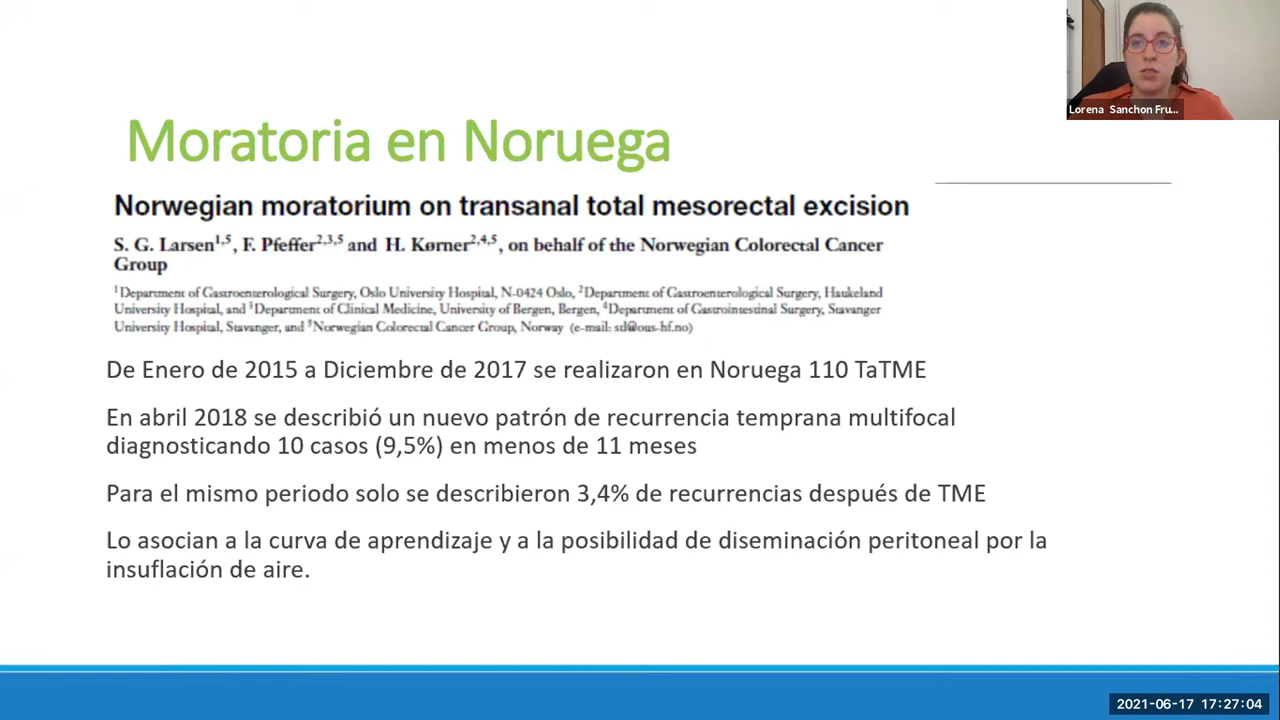 Lorena Sanchon Fru...
Moratoria en Noruega
Norwegian moratorium on transanal total mesorectal excision
S. G. Larsen1,5, F. Pfeffer2,3,5 and H. Kørner2,4,5, on behalf of the Norwegian Colorectal Cancer
Group
1Department of Gastroenterological Surgery, Oslo University Hospital, N-0424 Oslo, 2Department of Gastroenterological Surgery, Haukeland
University Hospital, and 3Department of Clinical Medicine, University of Bergen, Bergen, 4Department of Gastrointestinal Surgery, Stavanger
University Hospital, Stavanger, and 5Norwegian Colorectal Cancer Group, Norway (e-mail: sdl@ous-hf.no)
De Enero de 2015 a Diciembre de 2017 se realizaron en Noruega 110 TaTME
En abril 2018 se describió un nuevo patrón de recurrencia temprana multifocal
diagnosticando 10 casos (9,5%) en menos de 11 meses
Para el mismo periodo solo se describieron 3,4% de recurrencias después de TME
Lo asocian a la curva de aprendizaje y a la posibilidad de diseminación peritoneal por la
insuflación de aire.
2021-06-17 17:27:04